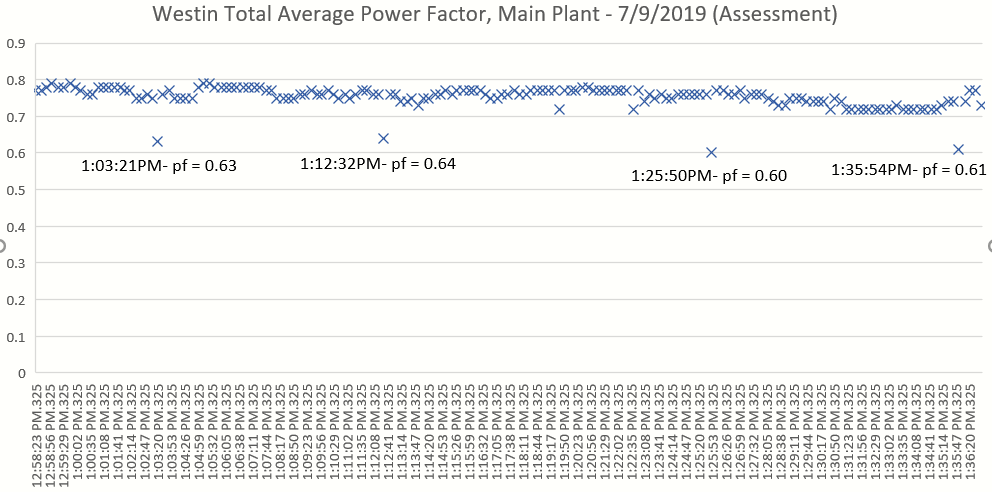 Westin Total Average Power Factor, Main Plant - 7/9/2019 (Assessment)
0.9
0.8
0.7
0.6
0.5
0.4
0.3
0.2
0.1
0
1:03:21PM- pf = 0.63
1:12:32PM- pf = 0.64
1:25:50PM- pf = 0.60
1:35:54PM- pf = 0.61
12:58:23 PM.325
12:58:56 PM.325
12:59:29 PM.325
1:00:02 PM.325
1:00:35 PM.325
1:01:08 PM.325
1:01:41 PM.325
1:02:14 PM.325
1:02:47 PM.325
1:03:20 PM.325
1:03:53 PM.325
1:04:26 PM.325
1:04:59 PM.325
1:05:32 PM.325
1:06:05 PM.325
1:06:38 PM.325
1:07:11 PM.325
1:07:44 PM.325
1:08:17 PM.325
1:08:50 PM.325
1:09:23 PM.325
1:09:56 PM.325
1:10:29 PM.325
1:11:02 PM.325
1:11:35 PM.325
1:12:08 PM.325
1:12:41 PM.325
1:13:14 PM.325
1:13:47 PM.325
1:14:20 PM.325
1:14:53 PM.325
1:15:26 PM.325
1:15:59 PM.325
1:16:32 PM.325
1:17:05 PM.325
1:17:38 PM.325
1:18:11 PM.325
1:18:44 PM.325
1:19:17 PM.325
1:19:50 PM.325
1:20:23 PM.325
1:20:56 PM.325
1:21:29 PM.325
1:22:02 PM.325
1:22:35 PM.325
1:23:08 PM.325
1:23:41 PM.325
1:24:14 PM.325
1:24:47 PM.325
1:25:20 PM.325
1:25:53 PM.325
1:26:26 PM.325
1:26:59 PM.325
1:27:32 PM.325
1:28:05 PM.325
1:28:38 PM.325
1:29:11 PM.325
1:29:44 PM.325
1:30:17 PM.325
1:30:50 PM.325
1:31:23 PM.325
1:31:56 PM.325
1:32:29 PM.325
1:33:02 PM.325
1:33:35 PM.325
1:34:08 PM.325
1:34:41 PM.325
1:35:14 PM.325
1:35:47 PM.325
1:36:20 PM.325